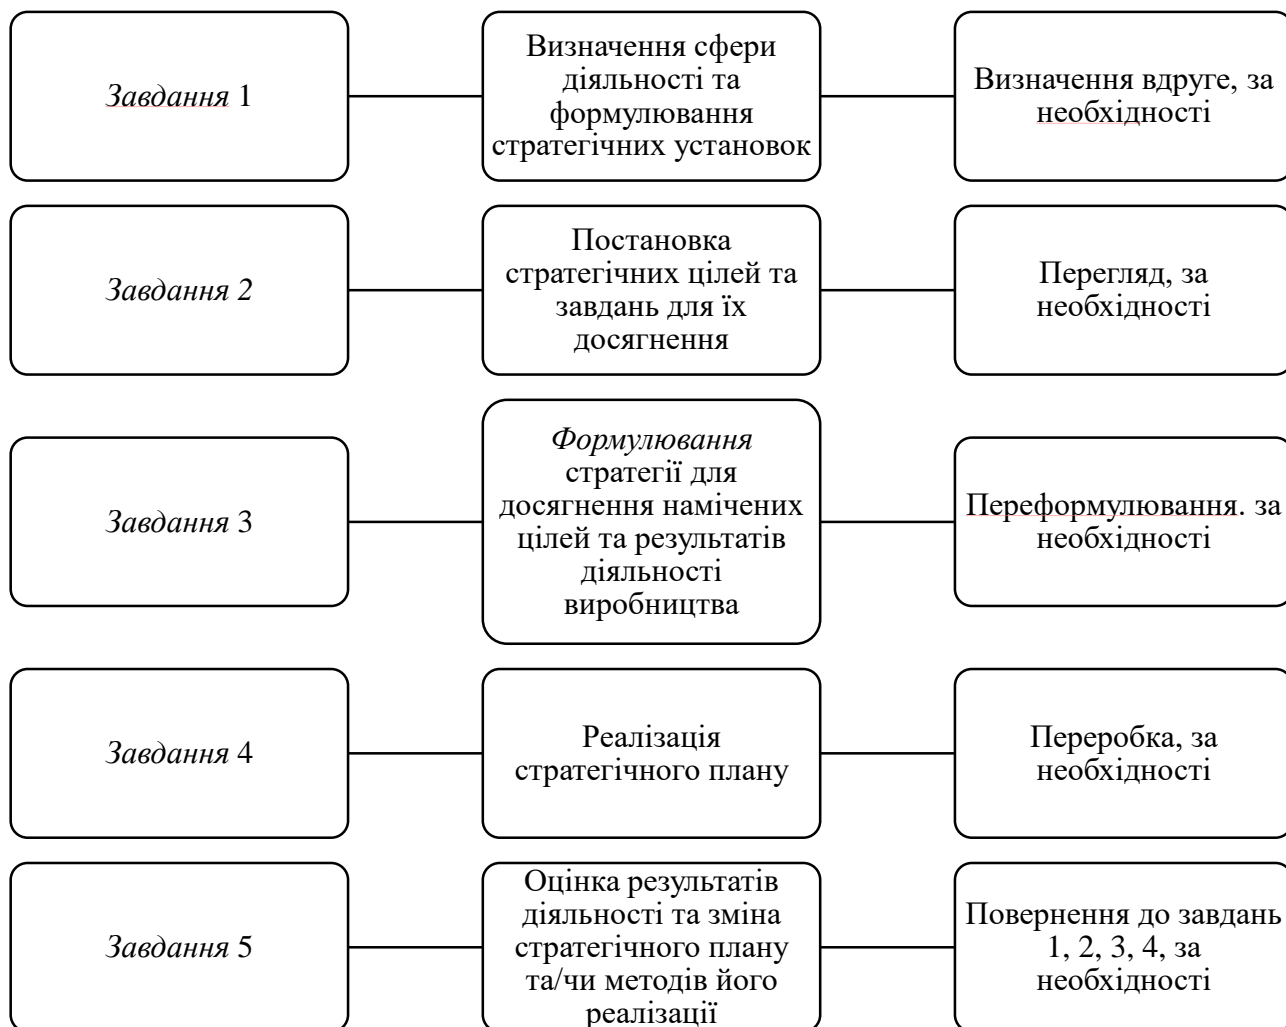 Завдання 1
Визначення сфери
діяльності та
формулювання
стратегічних установок
Визначення вдруге, за
необхідності
Завдання 2
Постановка
стратегічних цілей та
завдань для їх
досягнення
Перегляд, за
необхідності
Завдання 3
Формулювання
стратегії для
досягнення намічених
цілей та результатів
діяльності
виробництва
Переформулювання. за
необхідності
Завдання 4
Реалізація
стратегічного плану
Переробка, за
необхідності
Завдання 5
Оцінка результатів
діяльності та зміна
стратегічного плану
та/чи методів його
реалізації
Повернення до завдань
1, 2, 3, 4, за
необхідності